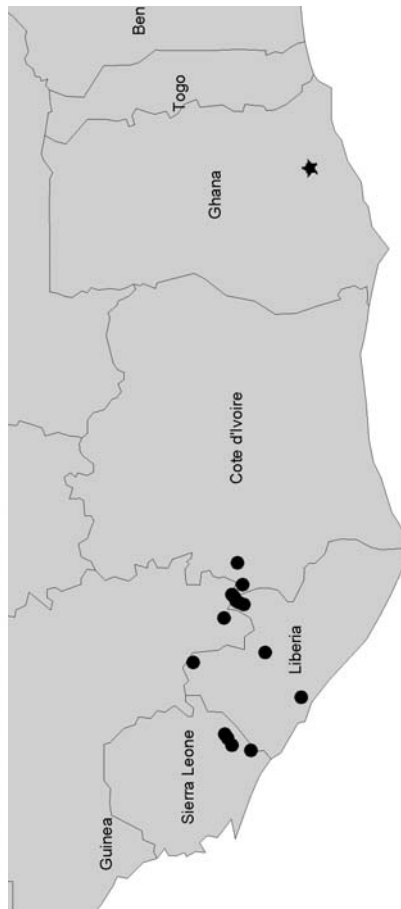 Guinea
Sierra Leone
Liberia
Cote d'Ivoire
Ghana
Togo
Ben